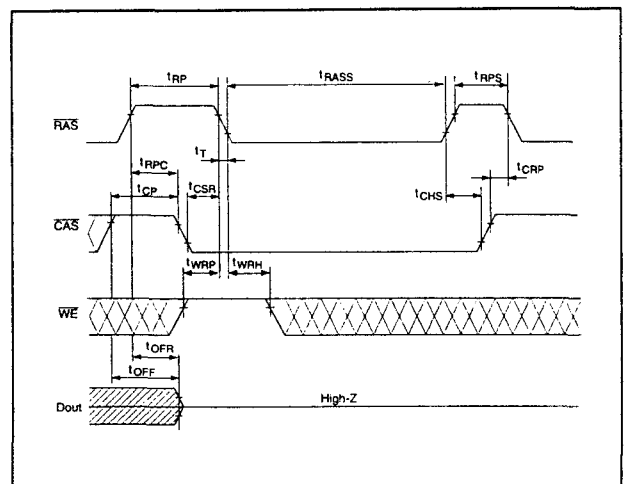 tRP
tRASS
tRPS
RAS
tT
tRPC
tCRP
tCP
tCSR
tCHS
CAS
tWRP
tWRH
WE
tOFR
tOFF
High-Z
Dout